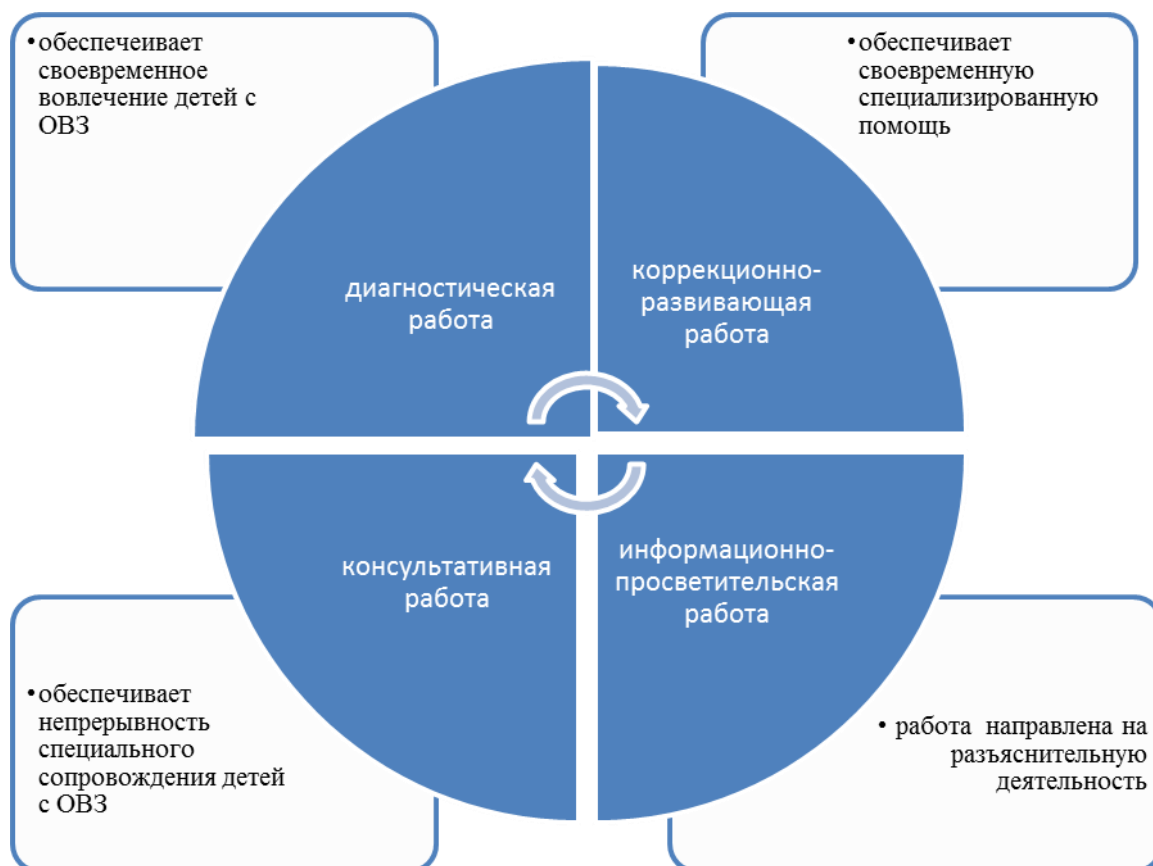 •обеспечеивает
своевременное
вовлечение детей с
ОВЗ
•обеспечивает
своевременную
специализированную
помощь
диагностическая
работа
коррекционно-
развивающая
работа
консультативная
работа
информационно-
просветительская
работа
•обеспечивает
непрерывность
специального
сопровождения детей
с ОВЗ
• работа направлена на
разъяснительную
деятельность